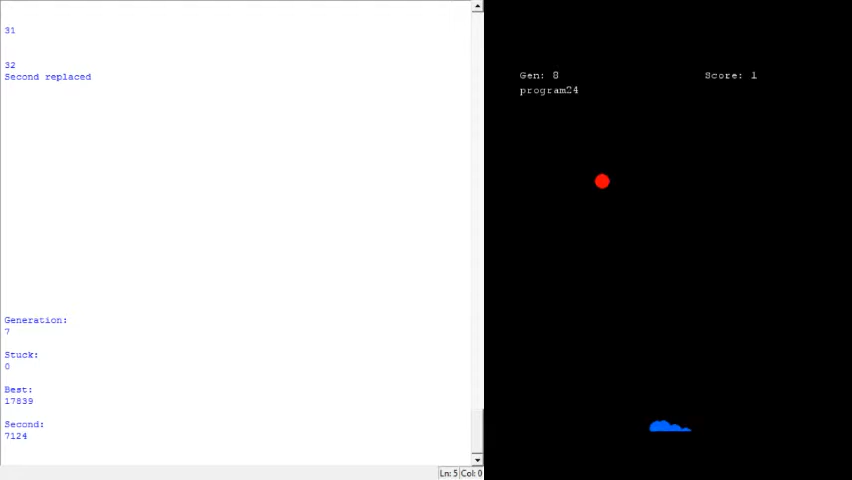 31
32
Second replaced
Generation:
7
Stuck:
0
Best:
17839
Second:
7124
Ln: 5 Col: 0
Gen: 8
Score: 1
program24